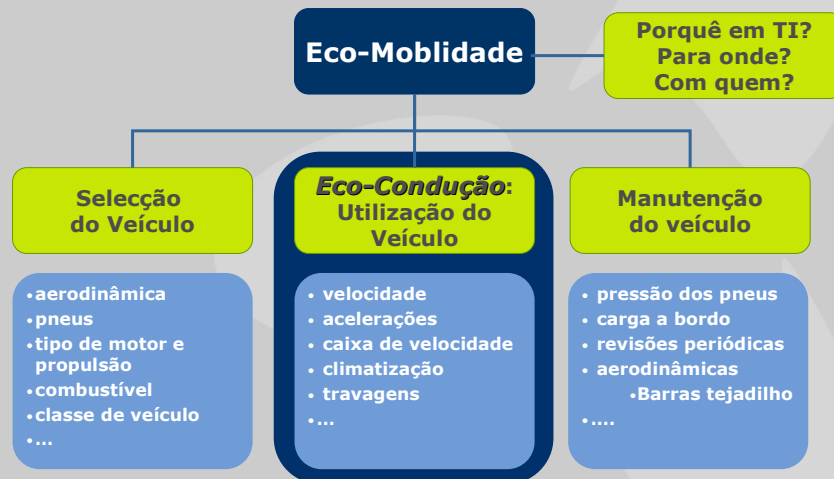 Eco-Moblidade
Porquê em TI?
Para onde?
Com quem?
Selecção
do Veículo
•aerodinâmica
•pneus
•tipo de motor e
propulsão
•combustível
•classe de veículo
•...
Eco-Condução:
Utilização do
Veículo
• velocidade
• acelerações
• caixa de velocidade
• climatização
• travagens
•...
Manutenção
do veículo
• pressão dos pneus
• carga a bordo
• revisões periódicas
• aerodinâmicas
•Barras tejadilho
•....